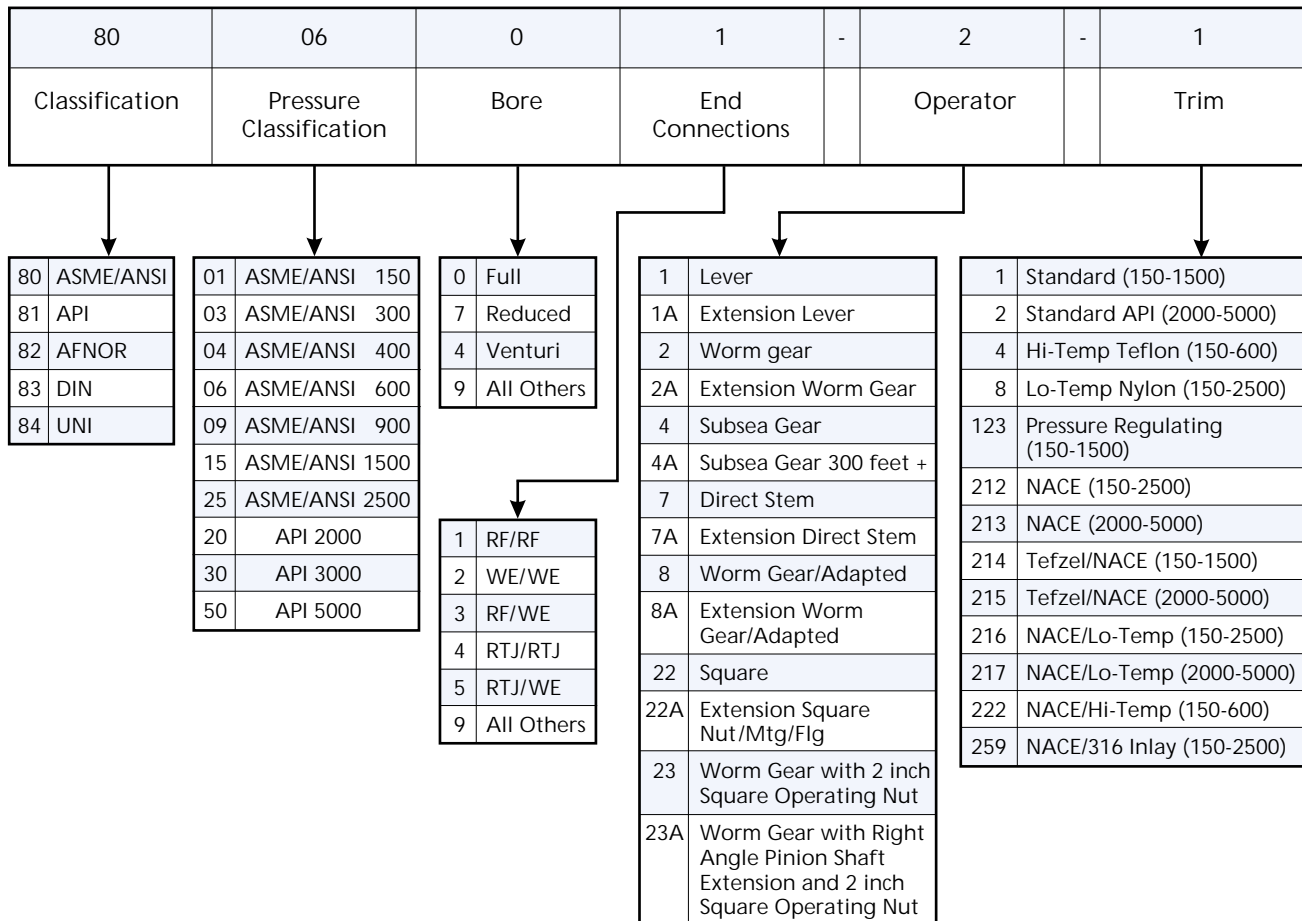 80 06 0 1 - 2 - 1
Classification Pressure Classification Bore End Connections Operator Trim
80 ASME/ANSI
81 API
82 AFNOR
83 DIN
84 UNI
01 ASME/ANSI 150
03 ASME/ANSI 300
04 ASME/ANSI 400
06 ASME/ANSI 600
09 ASME/ANSI 900
15 ASME/ANSI 1500
25 ASME/ANSI 2500
20 API 2000
30 API 3000
50 API 5000
0 Full
7 Reduced
4 Venturi
9 All Others
1 RF/RF
2 WE/WE
3 RF/WE
4 RTJ/RTJ
5 RTJ/WE
9 All Others
1 Lever
1A Extension Lever
2 Worm gear
2A Extension Worm Gear
4 Subsea Gear
4A Subsea Gear 300 feet +
7 Direct Stem
7A Extension Direct Stem
8 Worm Gear/Adapted
8A Extension Worm
Gear/Adapted
22 Square
22A Extension Square
Nut/Mtg/Flg
23 Worm Gear with 2 inch
Square Operating Nut
23A Worm Gear with Right
Angle Pinion Shaft
Extension and 2 inch
Square Operating Nut
1 Standard (150-1500)
2 Standard API (2000-5000)
4 Hi-Temp Teflon (150-600)
8 Lo-Temp Nylon (150-2500)
123 Pressure Regulating
(150-1500)
212 NACE (150-2500)
213 NACE (2000-5000)
214 Tefzel/NACE (150-1500)
215 Tefzel/NACE (2000-5000)
216 NACE/Lo-Temp (150-2500)
217 NACE/Lo-Temp (2000-5000)
222 NACE/Hi-Temp (150-600)
259 NACE/316 Inlay (150-2500)